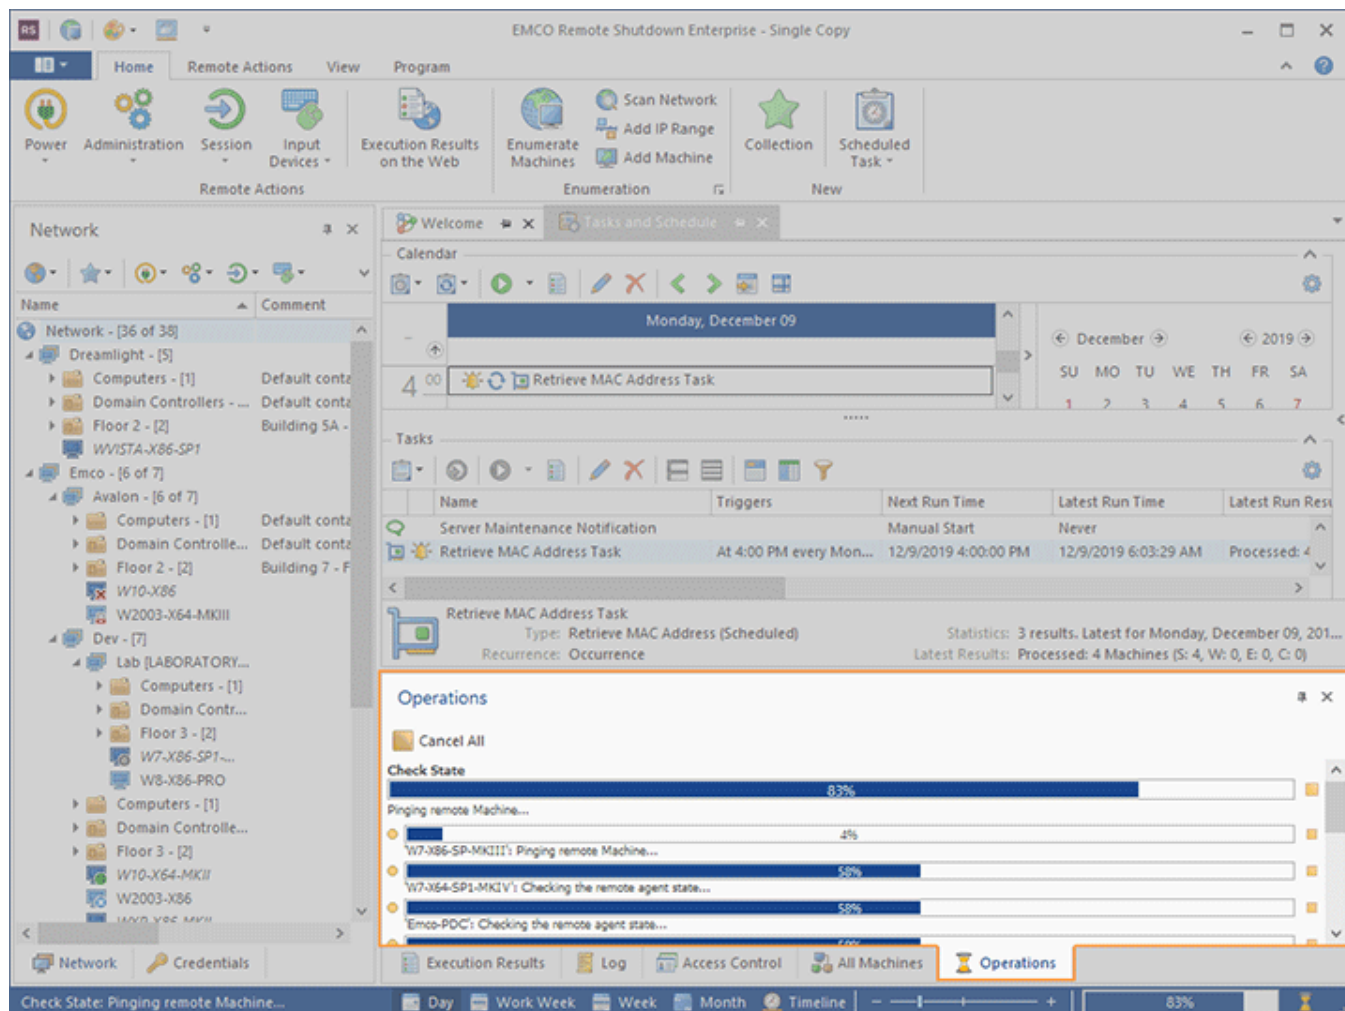 RS
EMCO Remote Shutdown Enterprise - Single Copy
Home Remote Actions View Program
Power Administration Session Input Devices Execution Results on the Web Enumerate Machines Scan Network Add IP Range Add Machine Collection Scheduled Task
Remote Actions Enumeration New
Network
Name Comment
Network - [36 of 38]
Dreamlight - [5]
Computers - [1] Default conta
Domain Controllers - ... Default conta
Floor 2 - [2] Building 5A -
WVISTA-X86-SP1
Emco - [6 of 7]
Avalon - [6 of 7]
Computers - [1] Default conta
Domain Controlle... Default conta
Floor 2 - [2] Building 7 - F
W10-X86
W2003-X64-MKIII
Dev - [7]
Lab [LABORATORY...
Computers - [1]
Domain Contr...
Floor 3 - [2]
W7-X86-SP1-...
W8-X86-PRO
Computers - [1]
Domain Controlle...
Floor 3 - [2]
W10-X64-MKII
W2003-X86
WXP-X86-MKII
Network Credentials
Welcome Tasks and Schedule
Calendar
Monday, December 09
4 00 Retrieve MAC Address Task
December 2019
SU MO TU WE TH FR SA
1 2 3 4 5 6 7
Tasks
Name Triggers Next Run Time Latest Run Time Latest Run Resu
Server Maintenance Notification Manual Start Never
Retrieve MAC Address Task At 4:00 PM every Mon... 12/9/2019 4:00:00 PM 12/9/2019 6:03:29 AM Processed: 4
Retrieve MAC Address Task
Type: Retrieve MAC Address (Scheduled) Statistics: 3 results. Latest for Monday, December 09, 201...
Recurrence: Occurrence Latest Results: Processed: 4 Machines (S: 4, W: 0, E: 0, C: 0)
Operations
Cancel All
Check State
83%
Pinging remote Machine...
4%
'W7-X86-SP-MKIII': Pinging remote Machine...
58%
'W7-X64-SP1-MKIV': Checking the remote agent state...
58%
'Emco-PDC': Checking the remote agent state...
Execution Results Log Access Control All Machines Operations
Check State: Pinging remote Machine... Day Work Week Week Month Timeline 83%